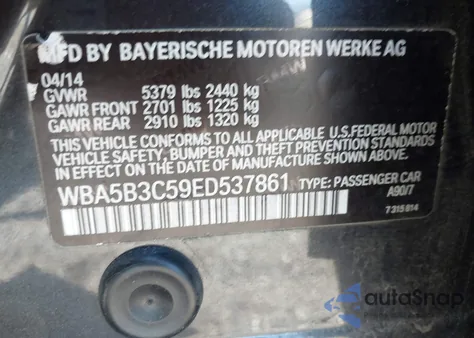 MFD BY BAYERISCHE MOTOREN WERKE AG
04/14
GVWR 5379 lbs 2440 kg
GAWR FRONT 2701 lbs 1225 kg
GAWR REAR 2910 lbs 1320 kg
THIS VEHICLE CONFORMS TO ALL APPLICABLE U.S. FEDERAL MOTOR
VEHICLE SAFETY, BUMPER, AND THEFT PREVENTION STANDARDS
IN EFFECT ON THE DATE OF MANUFACTURE SHOWN ABOVE.
WBA5B3C59ED537861 TYPE: PASSENGER CAR
A90/7
7 315 814
autoSnap